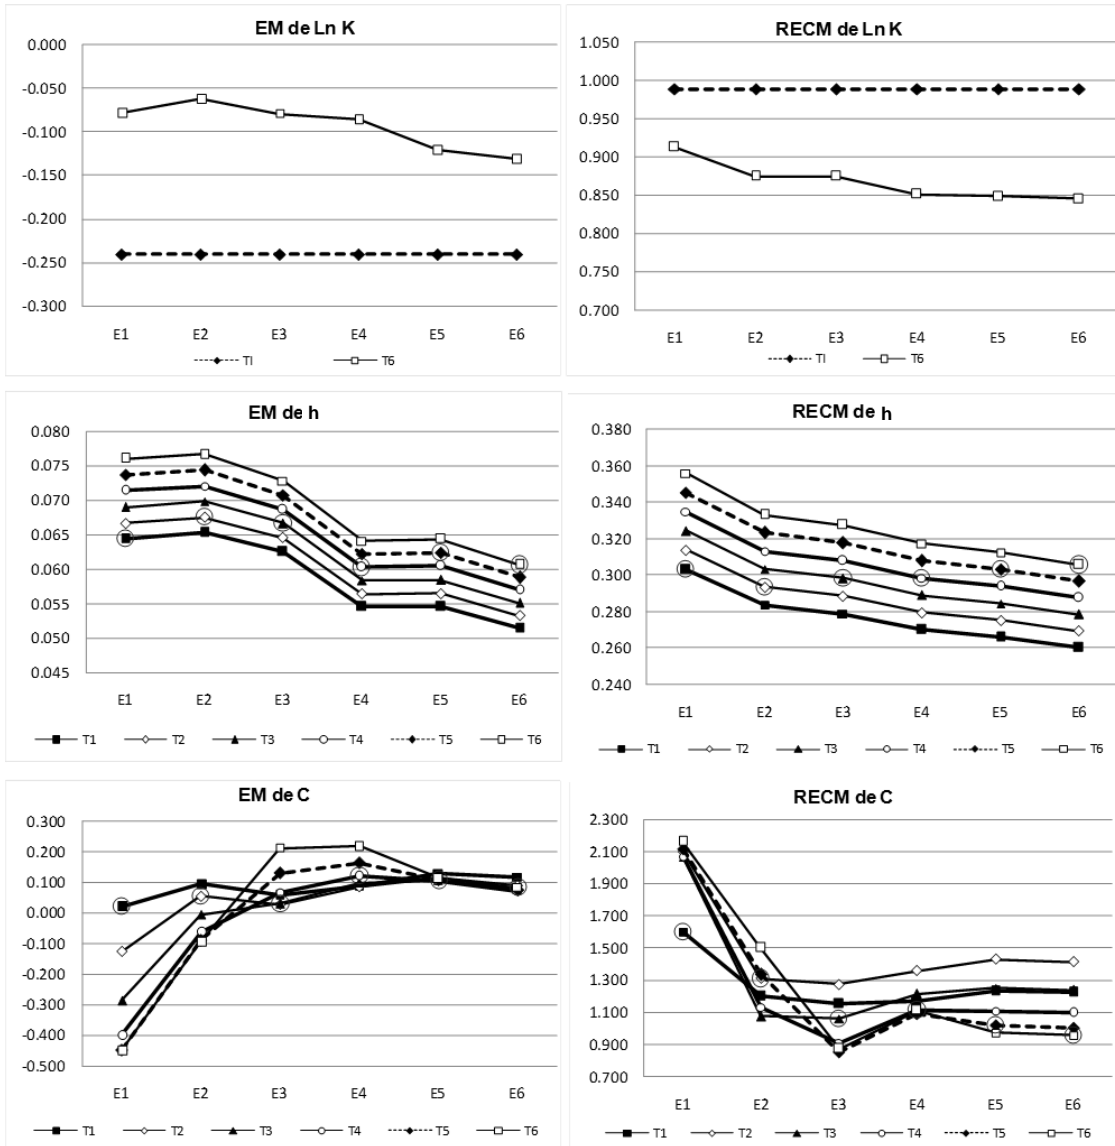 EM de Ln K
0.000
-0.050
-0.100
-0.150
-0.200
-0.250
-0.300
E1 E2 E3 E4 E5 E6
TI T6
RECM de Ln K
1.050
1.000
0.950
0.900
0.850
0.800
0.750
0.700
E1 E2 E3 E4 E5 E6
TI T6
EM de h
0.080
0.075
0.070
0.065
0.060
0.055
0.050
0.045
E1 E2 E3 E4 E5 E6
T1 T2 T3 T4 T5 T6
RECM de h
0.380
0.360
0.340
0.320
0.300
0.280
0.260
0.240
E1 E2 E3 E4 E5 E6
T1 T2 T3 T4 T5 T6
EM de C
0.300
0.200
0.100
0.000
-0.100
-0.200
-0.300
-0.400
-0.500
E1 E2 E3 E4 E5 E6
T1 T2 T3 T4 T5 T6
RECM de C
2.300
2.100
1.900
1.700
1.500
1.300
1.100
0.900
0.700
E1 E2 E3 E4 E5 E6
T1 T2 T3 T4 T5 T6